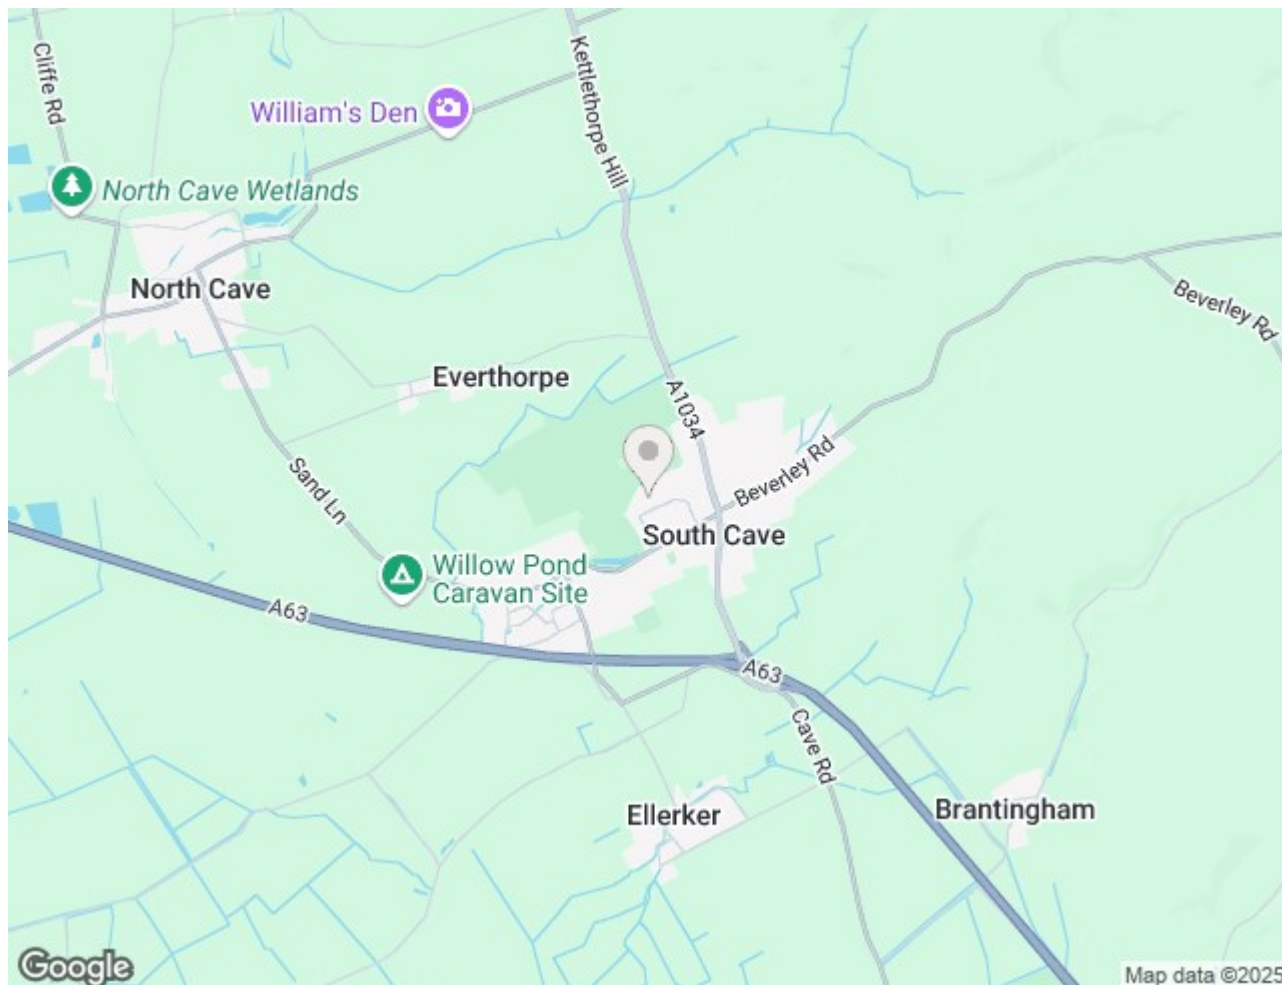 Cliffe Rd
Kettlethorpe Hill
William's Den
North Cave Wetlands
North Cave
Beverley Rd
Everthorpe
A1034
Beverley Rd
Sand Ln
South Cave
Willow Pond
Caravan Site
A63
A63
Cave Rd
Ellerker
Brantingham
Google
Map data ©2025